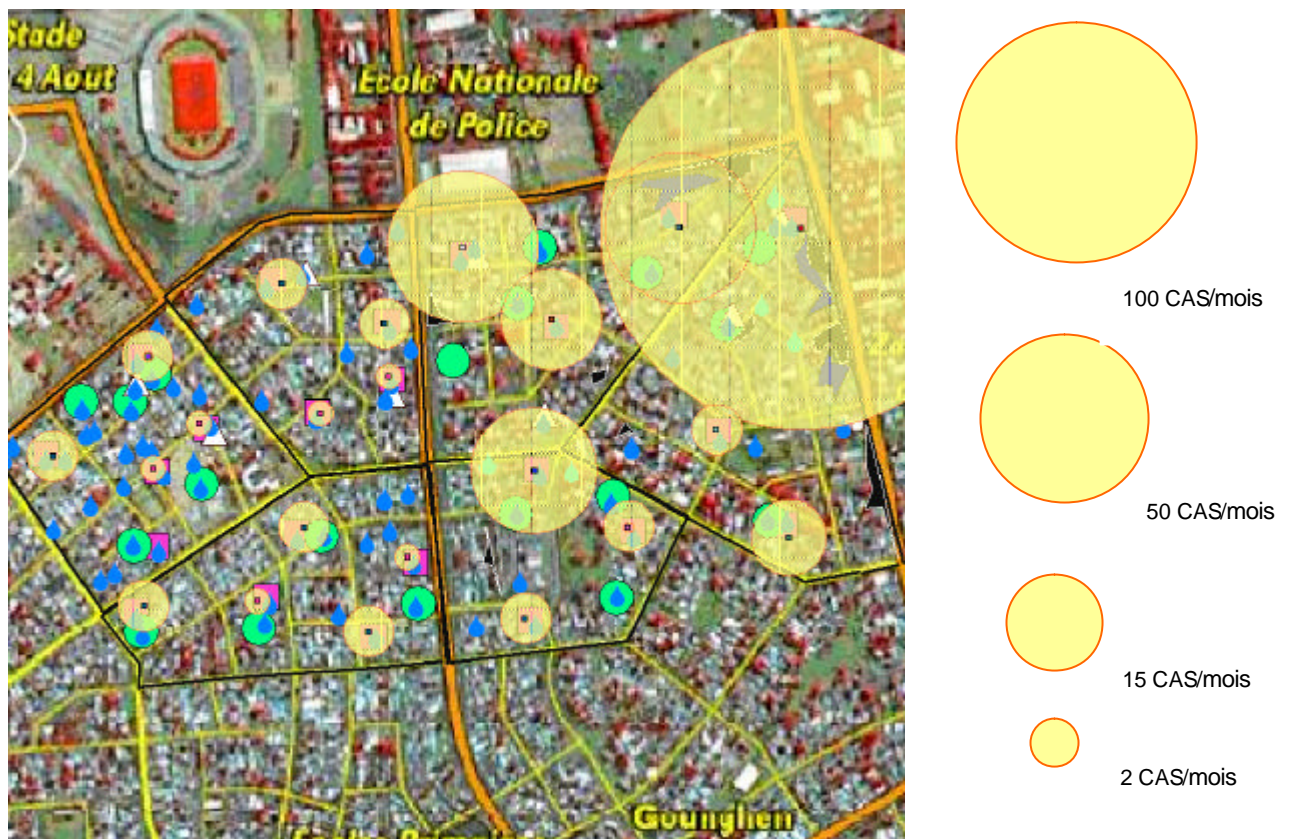 Stade
4 Aout
Ecole Nationale
de Police
Gounghen
100 CAS/mois
50 CAS/mois
15 CAS/mois
2 CAS/mois